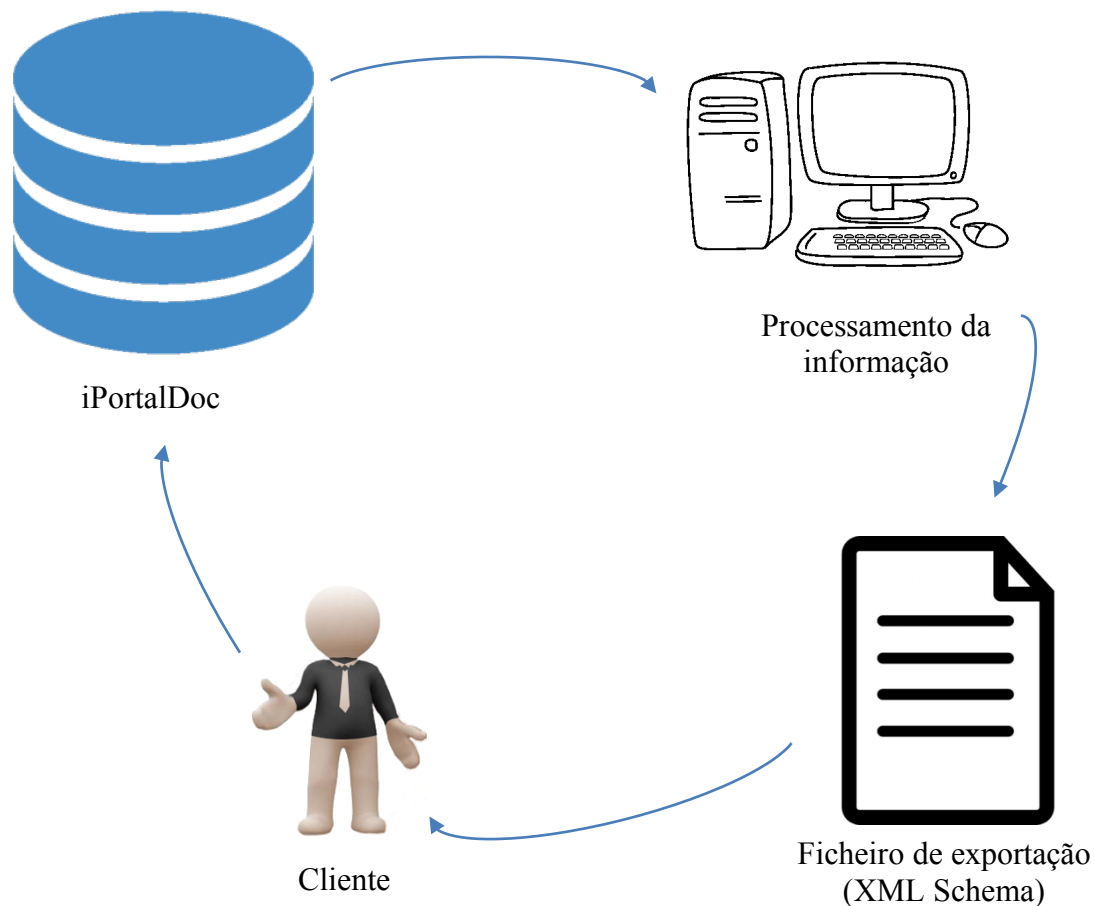 iPortalDoc
Processamento da
informação
Cliente
Ficheiro de exportação
(XML Schema)